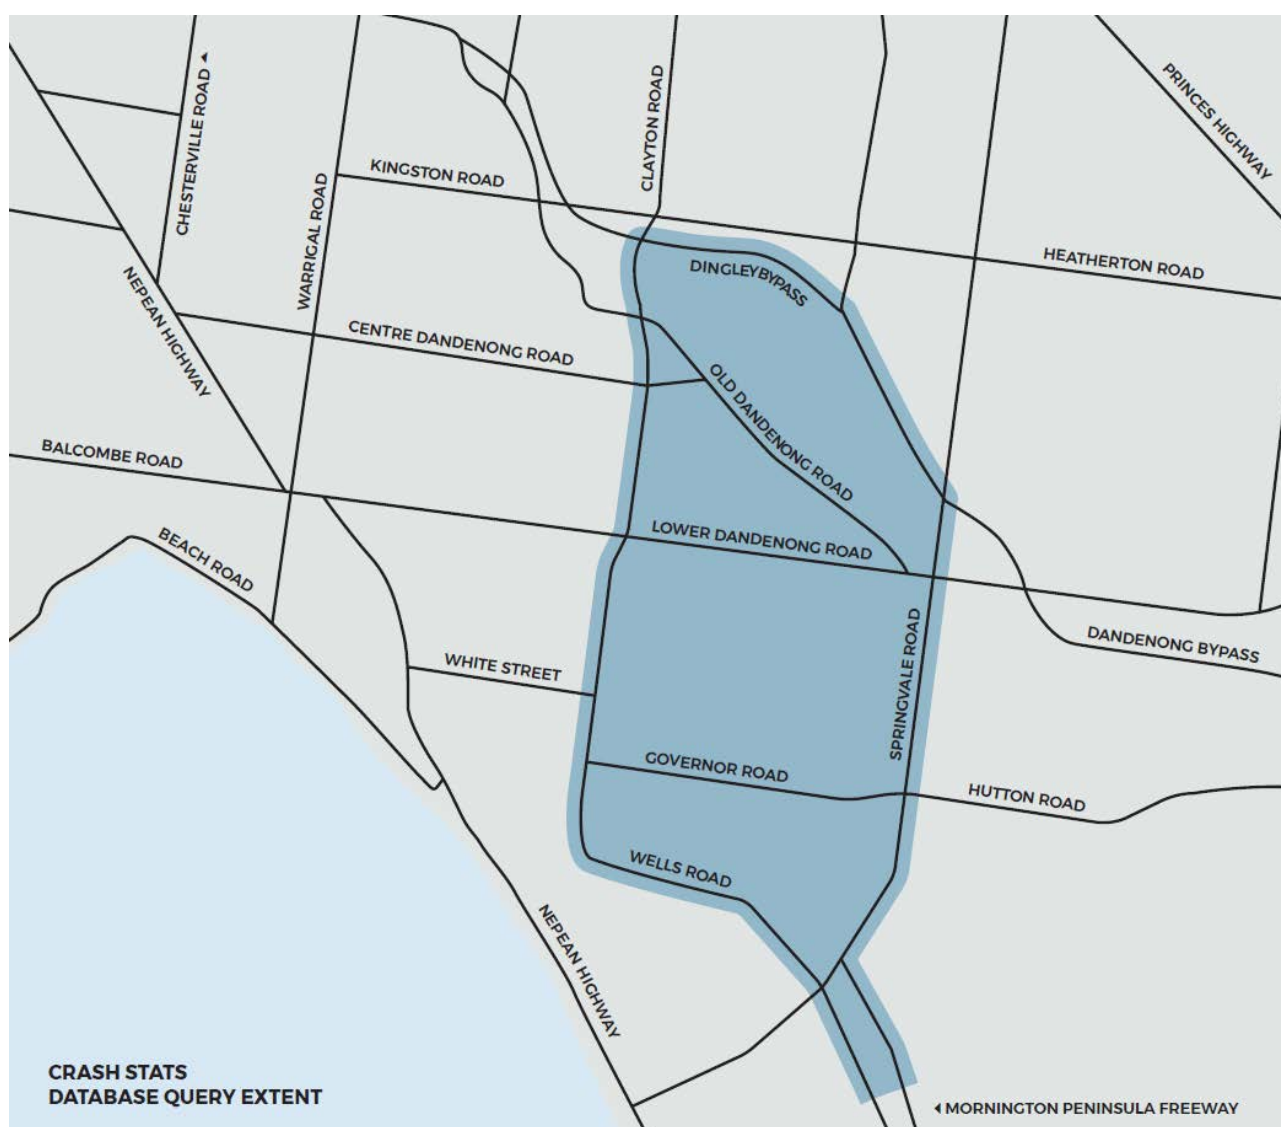 CHESTERVILLE ROAD
WARRIGAL ROAD
KINGSTON ROAD
CLAYTON ROAD
PRINCES HIGHWAY
HEATHERTON ROAD
DINGLEY BYPASS
NEPEAN HIGHWAY
CENTRE DANDENONG ROAD
OLD DANDENONG ROAD
BALCOMBE ROAD
LOWER DANDENONG ROAD
BEACH ROAD
DANDENONG BYPASS
WHITE STREET
SPRINGVALE ROAD
GOVERNOR ROAD
HUTTON ROAD
WELLS ROAD
NEPEAN HIGHWAY
CRASH STATS
DATABASE QUERY EXTENT
MORNINGTON PENINSULA FREEWAY